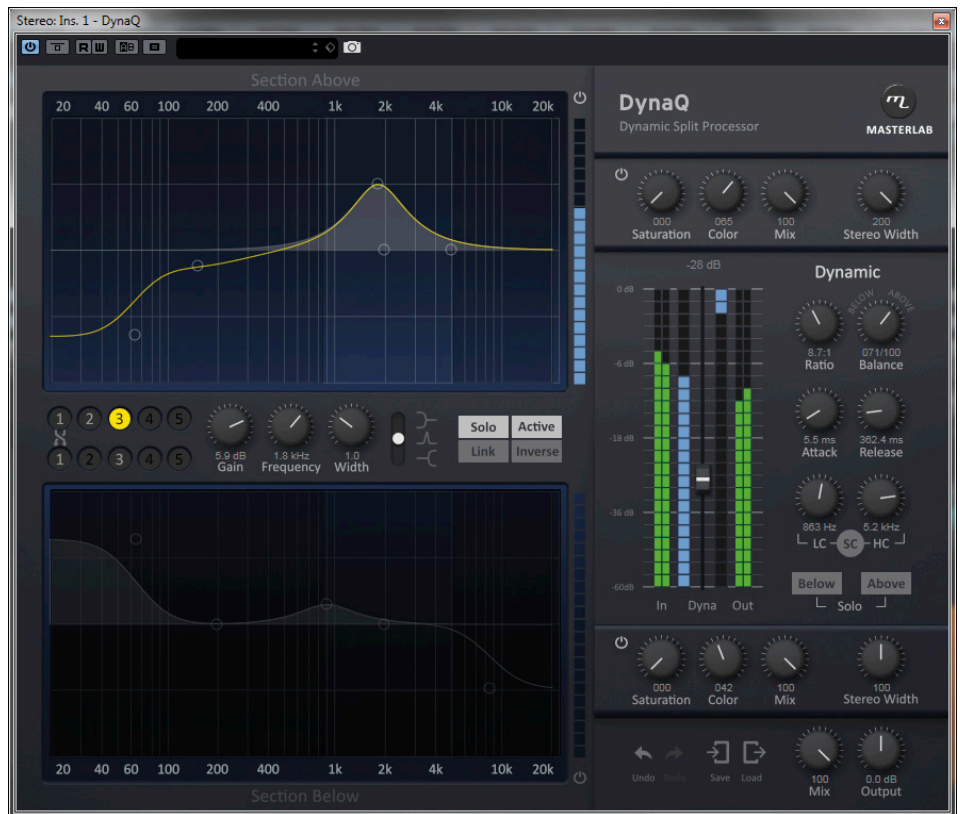 Stereo: Ins. 1 - DynaQ
R W AB
Section Above
20 40 60 100 200 400 1k 2k 4k 10k 20k
DynaQ
Dynamic Split Processor
MASTERLAB
000 065 100 200
Saturation Color Mix Stereo Width
-28 dB
Dynamic
0 dB
-6 dB
-18 dB
-36 dB
-60dB
In Dyna Out
BELOW ABOVE
8.7:1 071/100
Ratio Balance
5.5 ms 362.4 ms
Attack Release
863 Hz 5.2 kHz
LC SC HC
Below Above
Solo
1 2 3 4 5
1 2 3 4 5
5.9 dB 1.8 kHz 1.0
Gain Frequency Width
Solo Active
Link Inverse
20 40 60 100 200 400 1k 2k 4k 10k 20k
Section Below
000 042 100 100
Saturation Color Mix Stereo Width
Undo Redo Save Load
100 0.0 dB
Mix Output